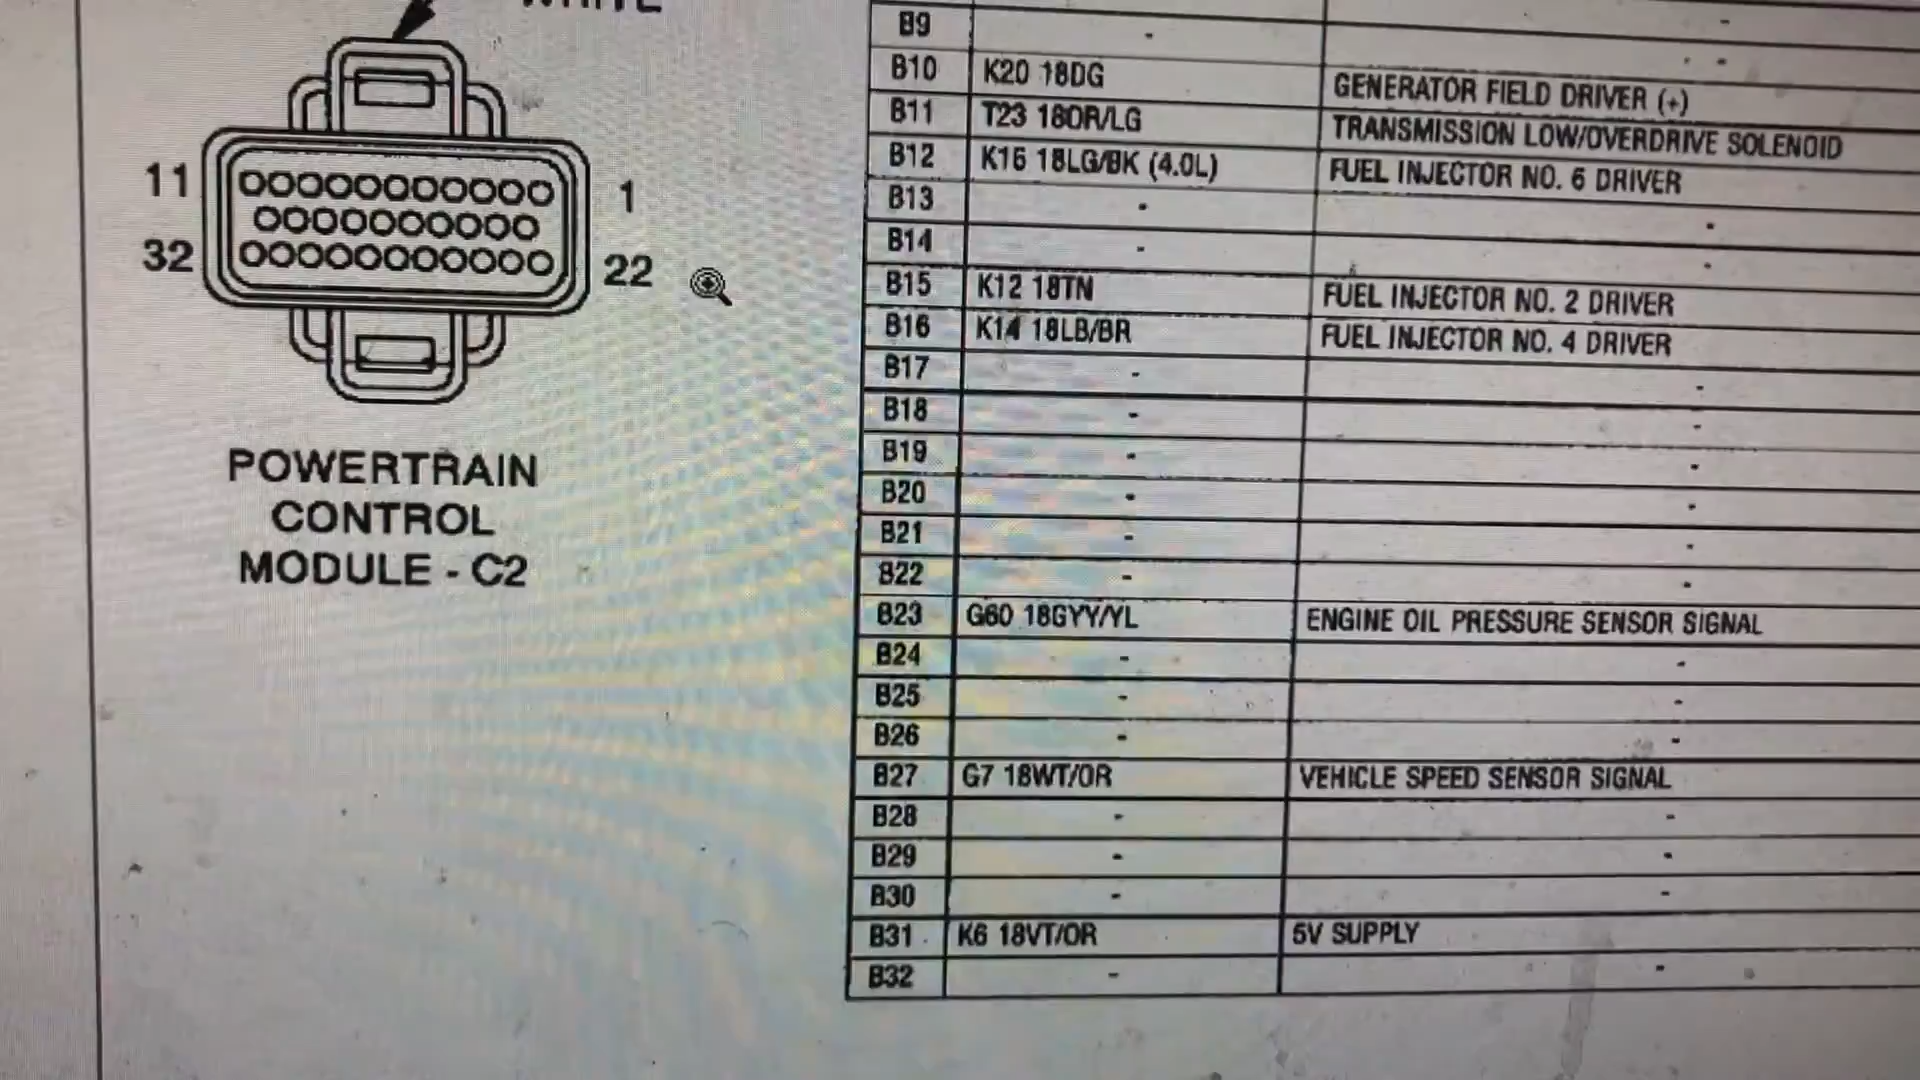 WHITE
11
1
32
22
POWERTRAIN
CONTROL
MODULE - C2
B9 - -
B10 K20 18DG GENERATOR FIELD DRIVER (+)
B11 T23 18OR/LG TRANSMISSION LOW/OVERDRIVE SOLENOID
B12 K16 18LG/BK (4.0L) FUEL INJECTOR NO. 6 DRIVER
B13 - -
B14 - -
B15 K12 18TN FUEL INJECTOR NO. 2 DRIVER
B16 K14 18LB/BR FUEL INJECTOR NO. 4 DRIVER
B17 - -
B18 - -
B19 - -
B20 - -
B21 - -
B22 - -
B23 G60 18GYY/YL ENGINE OIL PRESSURE SENSOR SIGNAL
B24 - -
B25 - -
B26 - -
B27 G7 18WT/OR VEHICLE SPEED SENSOR SIGNAL
B28 - -
B29 - -
B30 - -
B31 K6 18VT/OR 5V SUPPLY
B32 - -